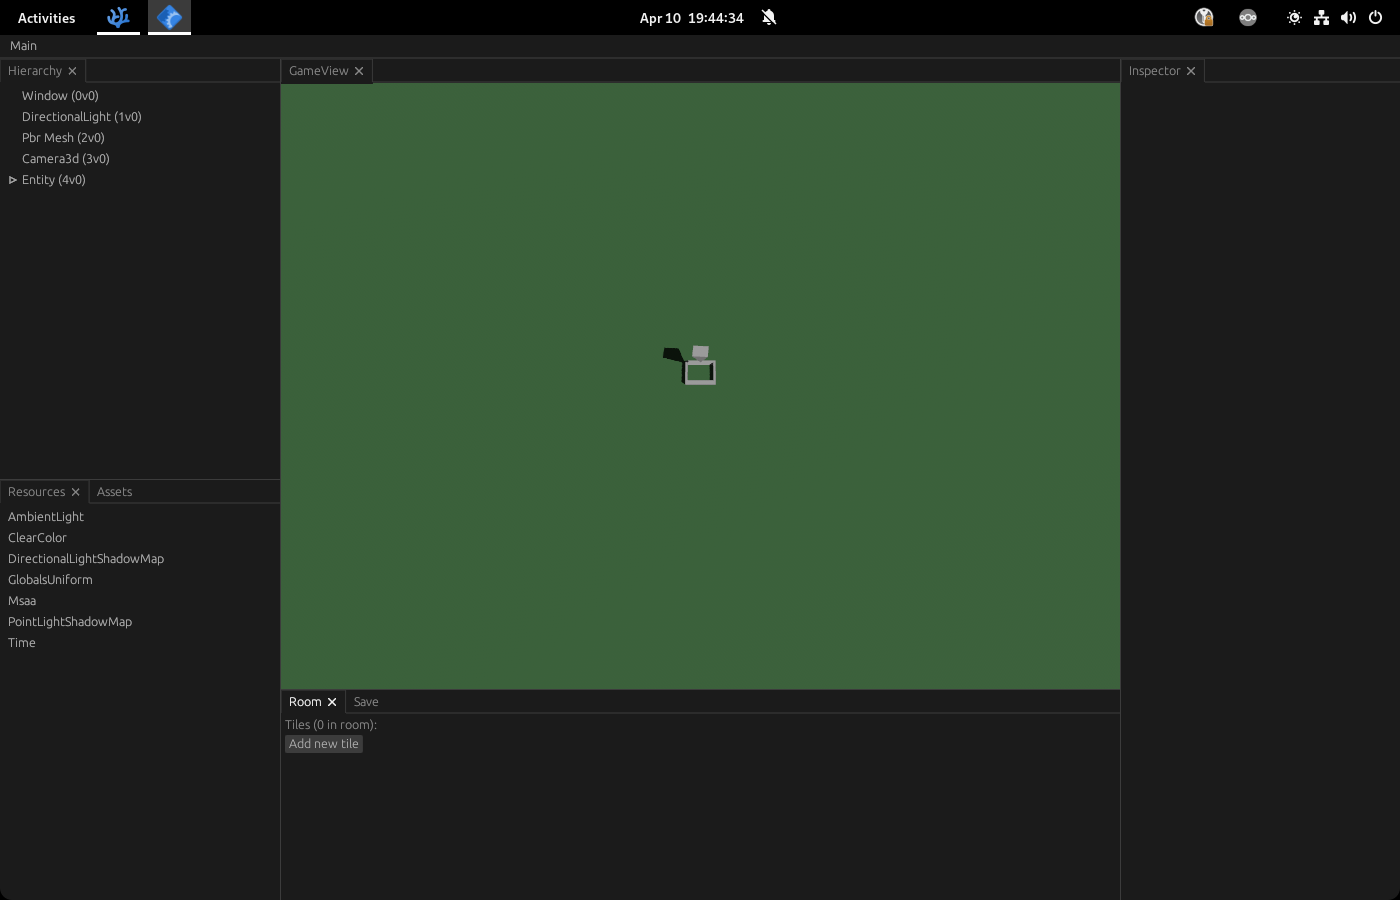 Activities
Apr 10 19:44:34
Main
Hierarchy
Window (0v0)
DirectionalLight (1v0)
Pbr Mesh (2v0)
Camera3d (3v0)
Entity (4v0)
Resources Assets
AmbientLight
ClearColor
DirectionalLightShadowMap
GlobalsUniform
Msaa
PointLightShadowMap
Time
GameView
Room Save
Tiles (0 in room):
Add new tile
Inspector